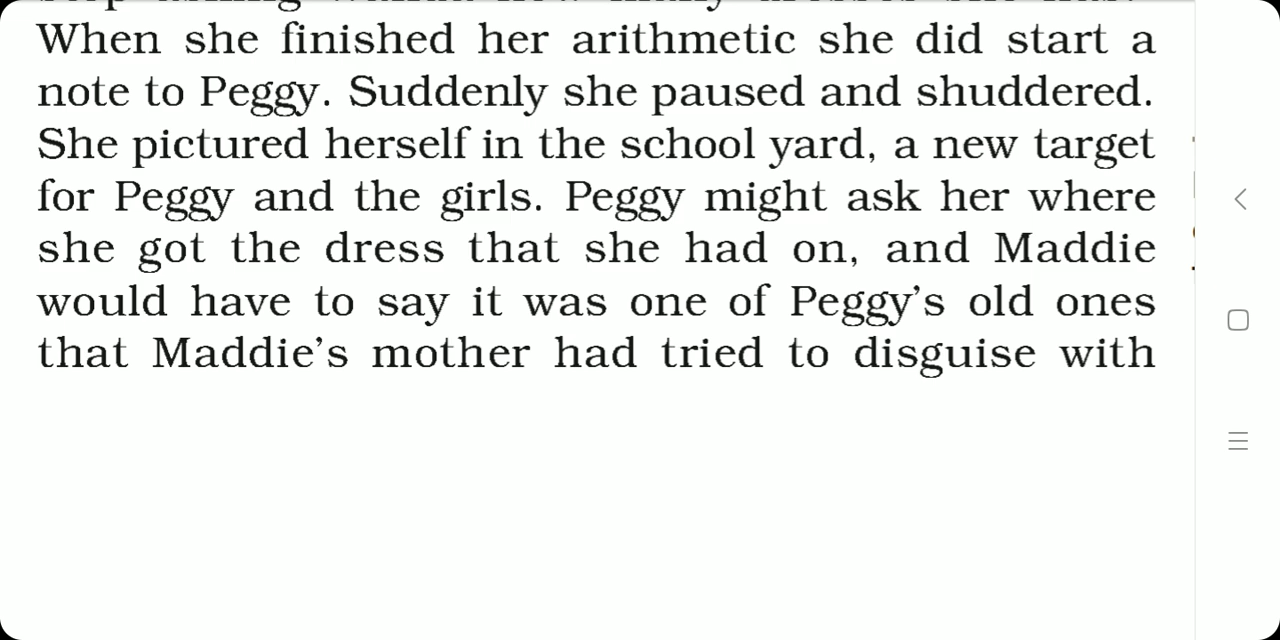 When she finished her arithmetic she did start a
note to Peggy. Suddenly she paused and shuddered.
She pictured herself in the school yard, a new target
for Peggy and the girls. Peggy might ask her where
she got the dress that she had on, and Maddie
would have to say it was one of Peggy's old ones
that Maddie's mother had tried to disguise with